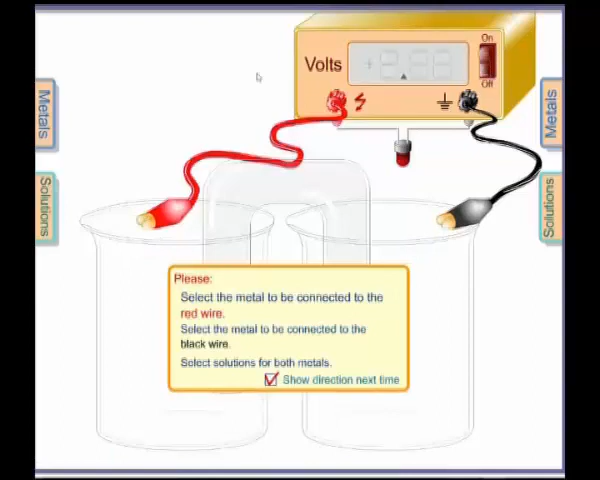 On
Volts
Off
Metals
Metals
Solutions
Solutions
Please:
Select the metal to be connected to the
red wire.
Select the metal to be connected to the
black wire.
Select solutions for both metals.
Show direction next time